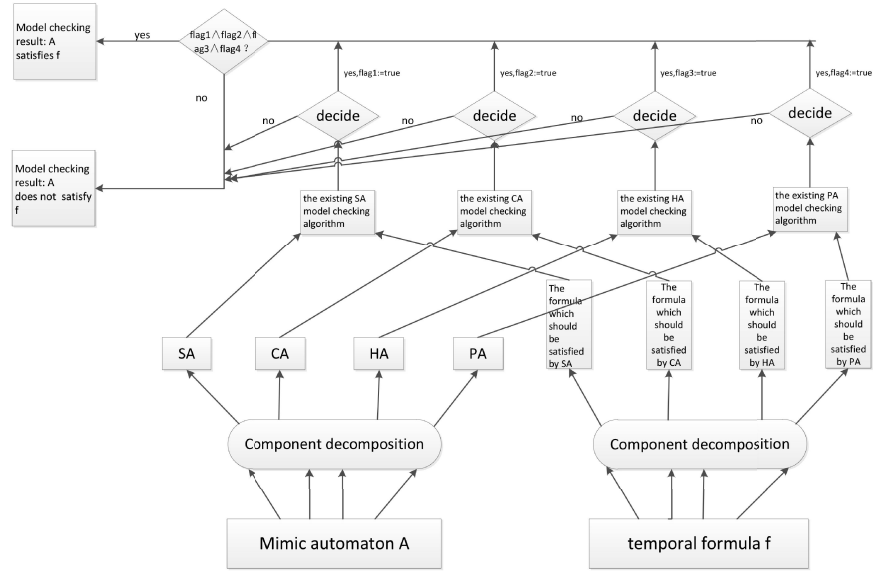 Model checking
result: A
satisfies f
yes
flag1∧flag2∧fl
ag3∧flag4 ?
yes,flag1:=true
yes,flag2:=true
yes,flag3:=true
yes,flag4:=true
no
no
decide
no
decide
no
decide
no
decide
Model checking
result: A
does not satisfy
f
the existing SA
model checking
algorithm
the existing CA
model checking
algorithm
the existing HA
model checking
algorithm
the existing PA
model checking
algorithm
SA
CA
HA
PA
The
formula
which
should
be
satisfied
by SA
The
formula
which
should
be
satisfied
by CA
The
formula
which
should
be
satisfied
by HA
The
formula
which
should
be
satisfied
by PA
Component decomposition
Component decomposition
Mimic automaton A
temporal formula f